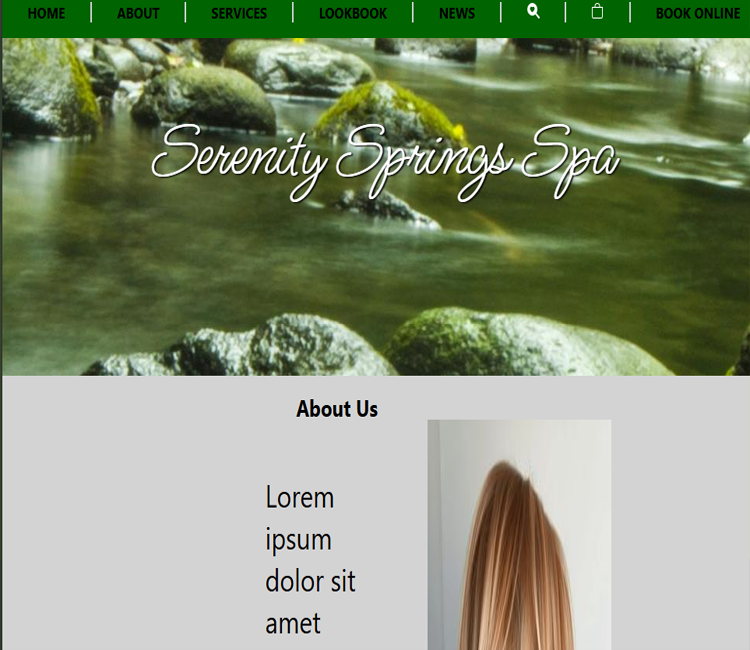 HOME ABOUT SERVICES LOOKBOOK NEWS BOOK ONLINE
Serenity Springs Spa
About Us
Lorem
ipsum
dolor sit
amet